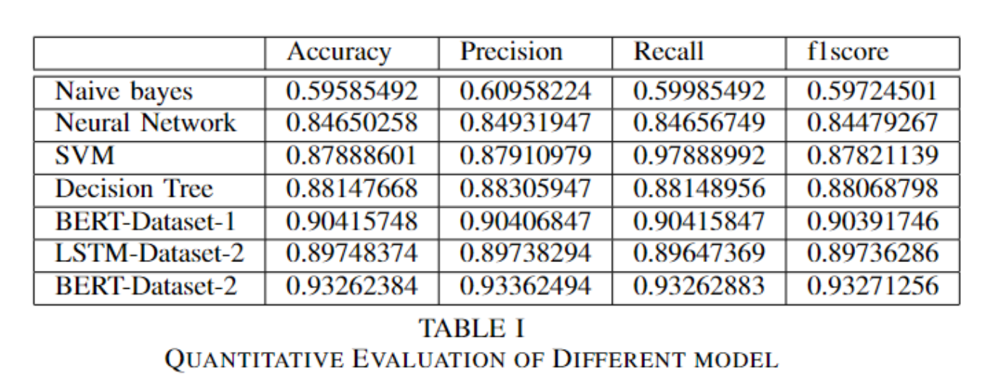 Accuracy Precision Recall f1score
Naive bayes 0.59585492 0.60958224 0.59985492 0.59724501
Neural Network 0.84650258 0.84931947 0.84656749 0.84479267
SVM 0.87888601 0.87910979 0.97888992 0.87821139
Decision Tree 0.88147668 0.88305947 0.88148956 0.88068798
BERT-Dataset-1 0.90415748 0.90406847 0.90415847 0.90391746
LSTM-Dataset-2 0.89748374 0.89738294 0.89647369 0.89736286
BERT-Dataset-2 0.93262384 0.93362494 0.93262883 0.93271256
TABLE I
QUANTITATIVE EVALUATION OF DIFFERENT MODEL